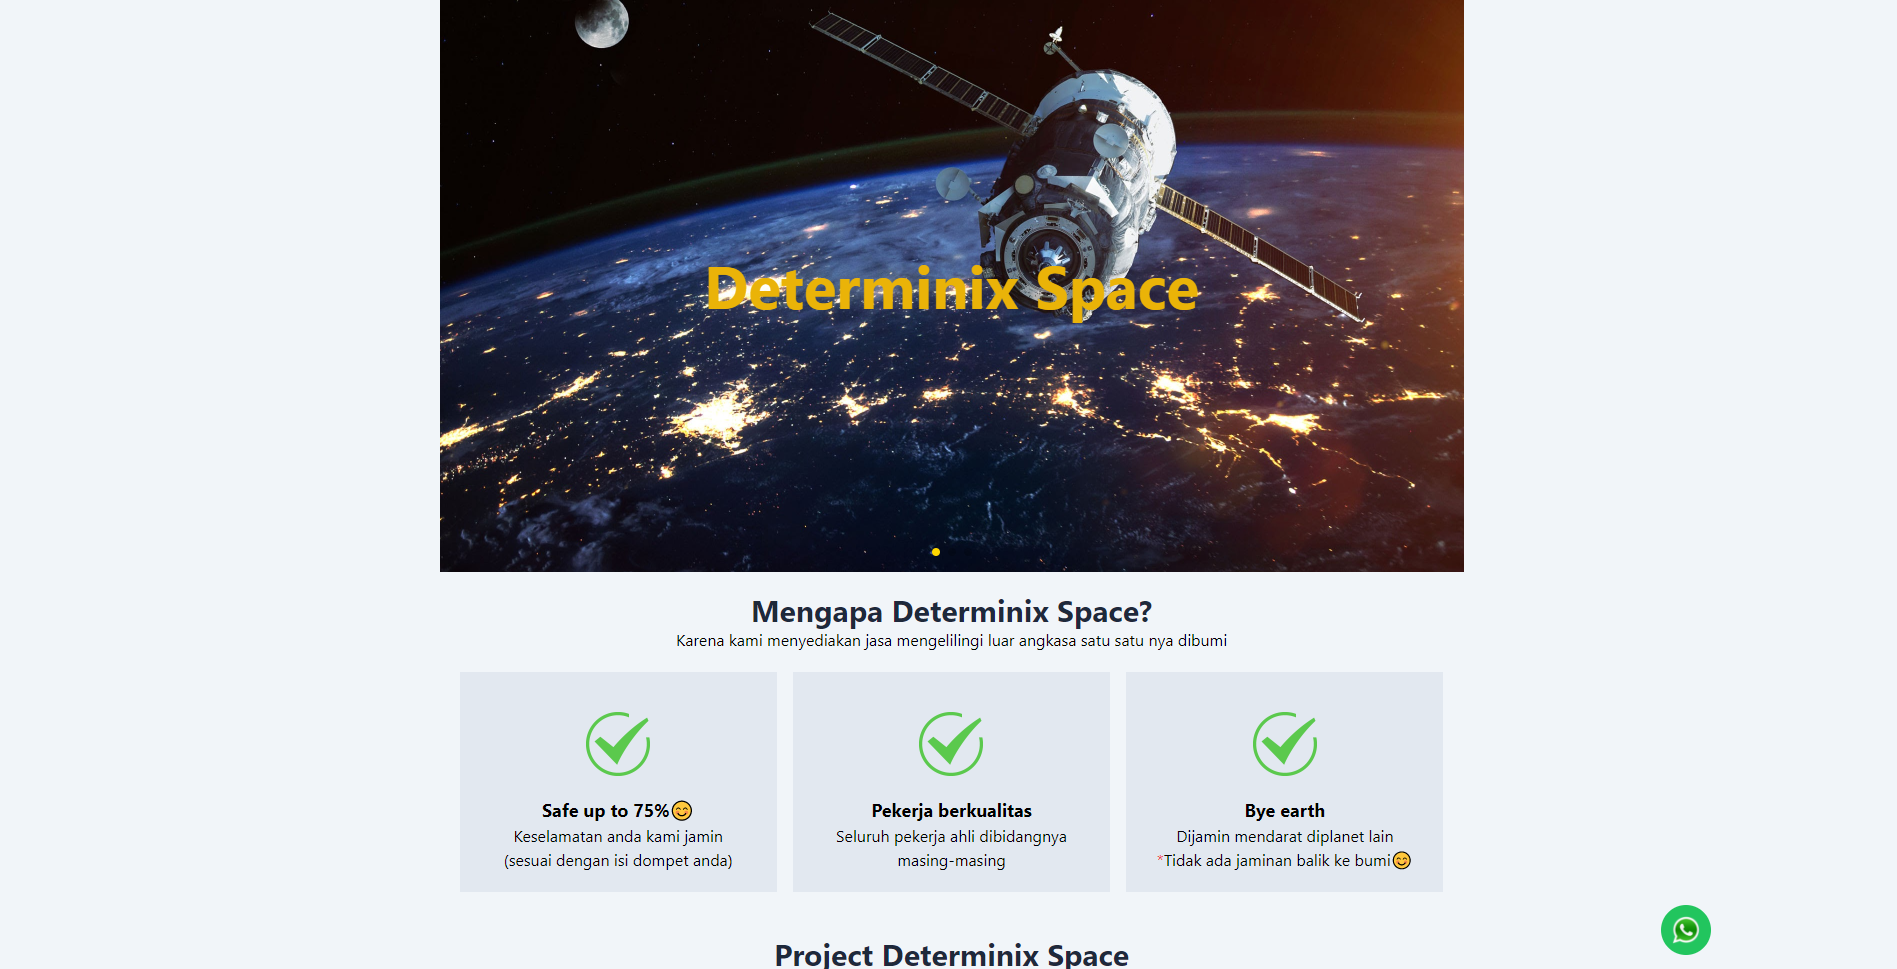 Determinix Space
Mengapa Determinix Space?
Karena kami menyediakan jasa mengelilingi luar angkasa satu satu nya dibumi
Safe up to 75%😊
Keselamatan anda kami jamin
(sesuai dengan isi dompet anda)
Pekerja berkualitas
Seluruh pekerja ahli dibidangnya
masing-masing
Bye earth
Dijamin mendarat diplanet lain
*Tidak ada jaminan balik ke bumi😊
Project Determinix Space